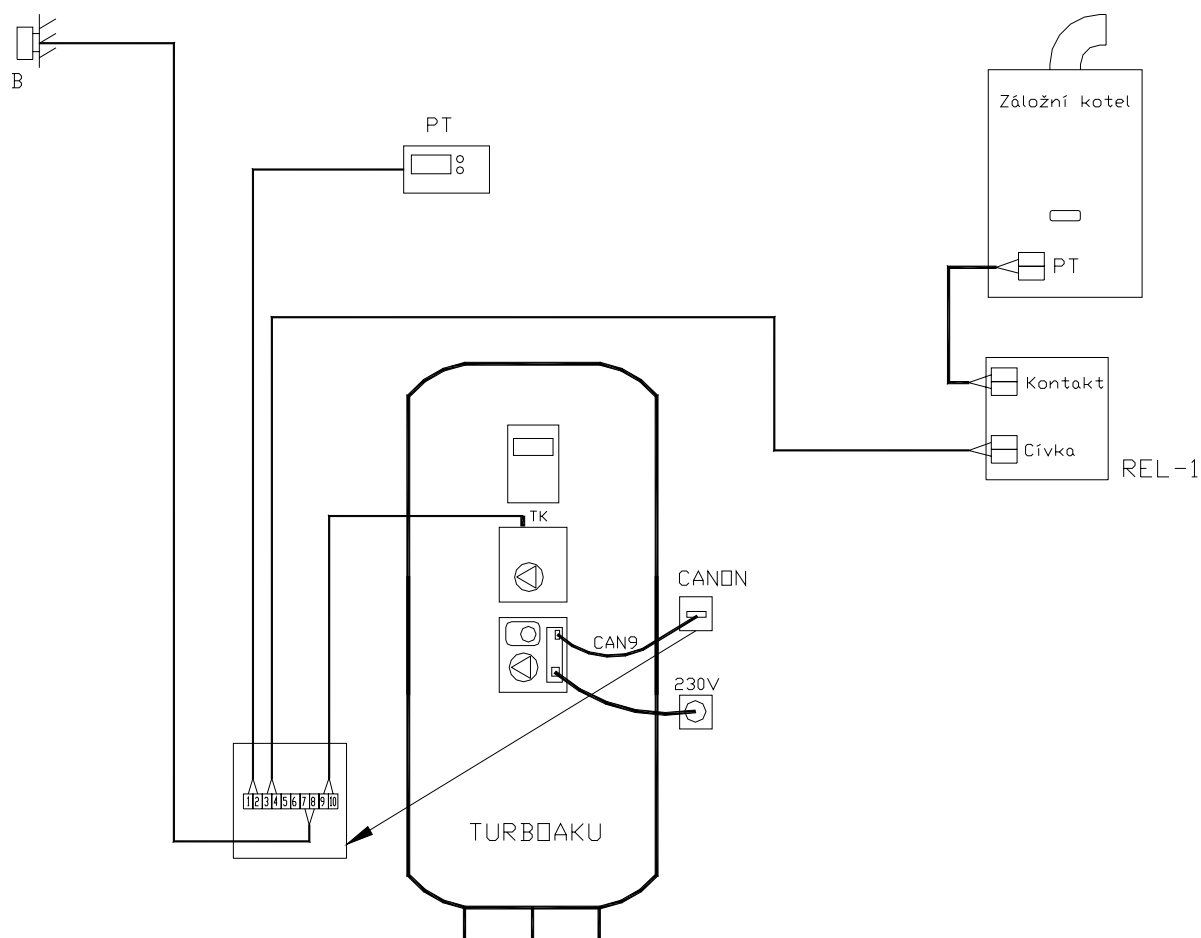 B
PT
Záložní kotel
PT
Kontakt
Cívka
REL-1
TK
CANON
CAN9
230V
1 2 3 4 5 6 7 8 9 10
TURBOAKU